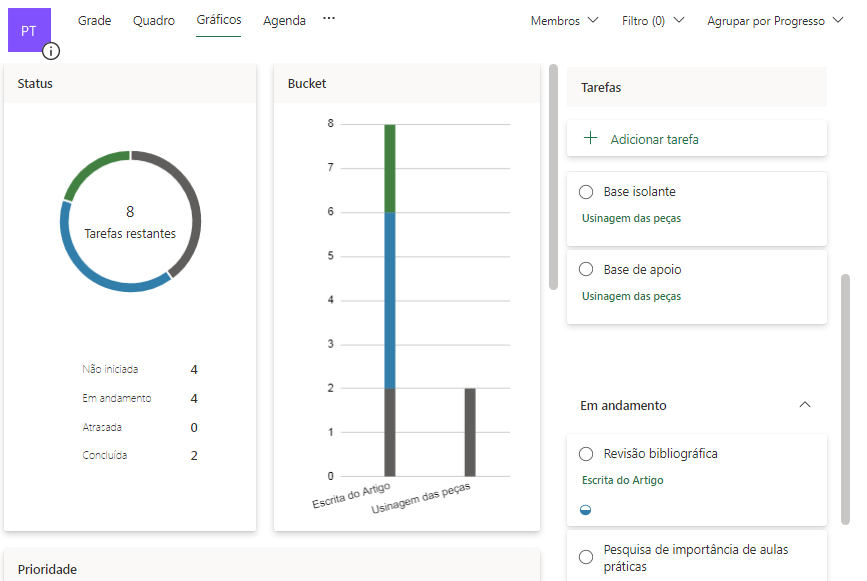 PT
Grade
Quadro
Gráficos
Agenda
...
Membros
Filtro (0)
Agrupar por Progresso
Status
8
Tarefas restantes
Não iniciada 4
Em andamento 4
Atrasada 0
Concluída 2
Bucket
8
7
6
5
4
3
2
1
0
Escrita do Artigo
Usinagem das peças
Prioridade
Tarefas
Adicionar tarefa
Base isolante
Usinagem das peças
Base de apoio
Usinagem das peças
Em andamento
Revisão bibliográfica
Escrita do Artigo
Pesquisa de importância de aulas
práticas